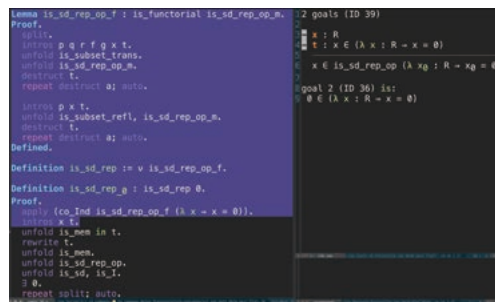 Lemma is_sd_rep_op_f : is_functorial is_sd_rep_op_m.
Proof.
split.
intros p q r f g x t.
unfold is_subset_trans.
unfold is_sd_rep_op_m.
destruct t.
repeat destruct a; auto.
intros p x t.
unfold is_subset_refl, is_sd_rep_op_m.
destruct t.
repeat destruct a; auto.
Defined.
Definition is_sd_rep := ν is_sd_rep_op_f.
Definition is_sd_rep_0 : is_sd_rep 0.
Proof.
apply (co_Ind is_sd_rep_op_f (λ x → x = 0)).
intros x t.
unfold is_mem in t.
rewrite t.
unfold is_mem.
unfold is_sd_rep_op.
unfold is_sd, is_I.
∃ 0.
repeat split; auto.
1 2 goals (ID 39)
x : R
t : x ∈ (λ x : R → x = 0)
x ∈ is_sd_rep_op (λ x₀ : R → x₀ =
goal 2 (ID 36) is:
0 ∈ (λ x : R → x = 0)